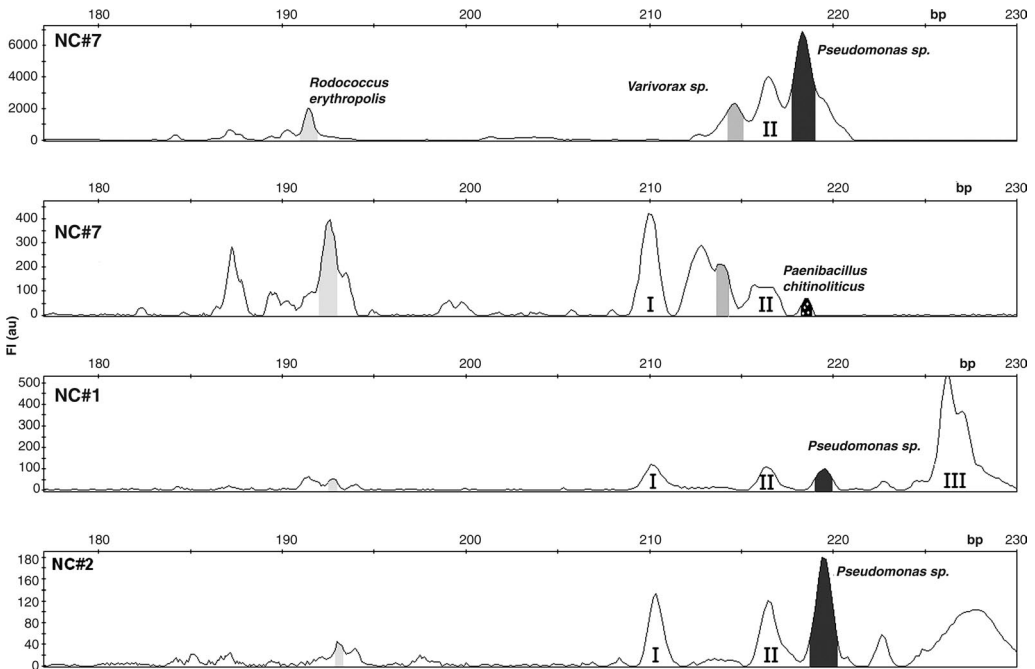 180 190 200 210 220 bp 230
NC#7
6000
4000
2000
0
Rodococcus
erythropolis
Varivorax sp.
Pseudomonas sp.
II
180 190 200 210 220 bp 230
NC#7
400
300
200
100
0
Paenibacillus
chitinoliticus
I II
FI (au)
180 190 200 210 220 bp 230
NC#1
500
400
300
200
100
0
Pseudomonas sp.
I II III
180 190 200 210 220 bp 230
NC#2
180
160
120
80
40
0
Pseudomonas sp.
I II